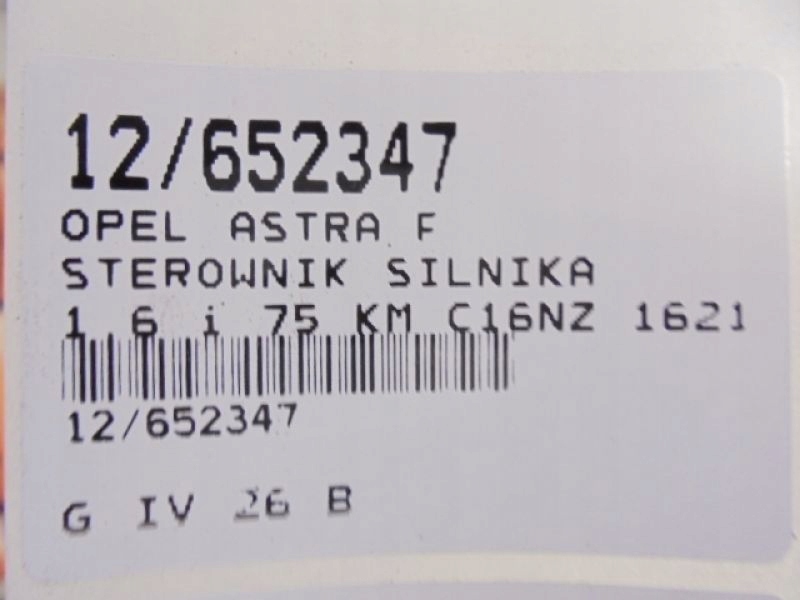 12/652347
OPEL ASTRA F
STEROWNIK SILNIKA
1.6 i 75 KM C16NZ 1621
12/652347
G IV 26 B